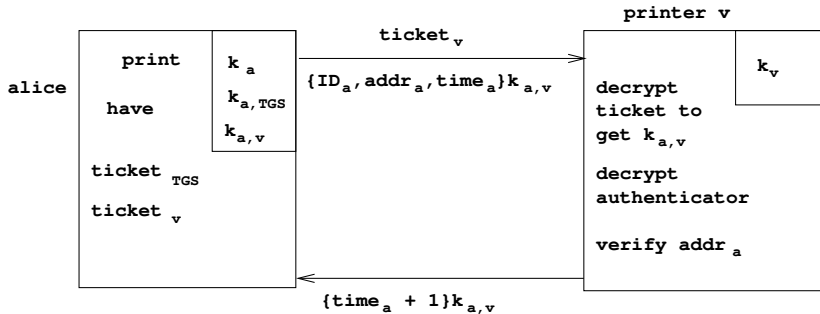 alice
print
have
ticket TGS
ticket v
k a
k a,TGS
k a,v
ticket v
{ID a,addr a,time a}k a,v
{time a + 1}k a,v
printer v
k v
decrypt
ticket to
get k a,v
decrypt
authenticator
verify addr a